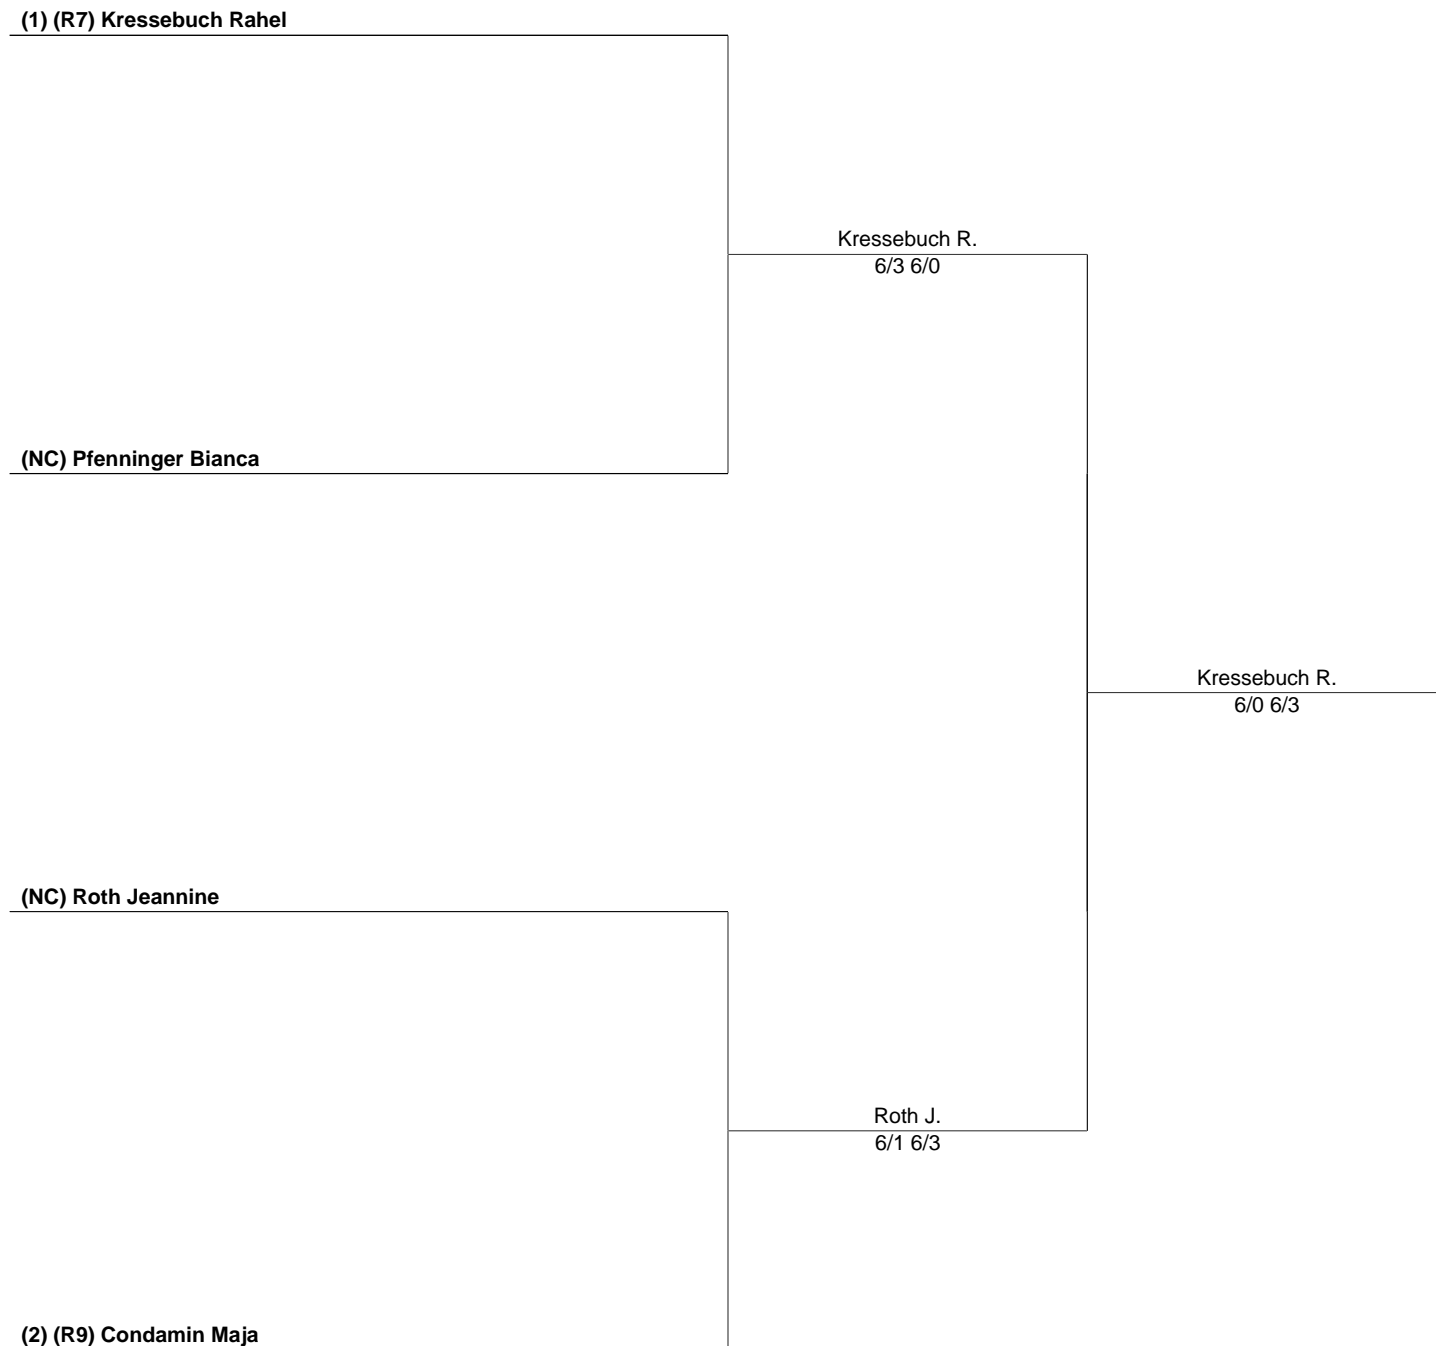 (1) (R7) Kressebuch Rahel
Kressebuch R.
6/3 6/0
(NC) Pfenninger Bianca
Kressebuch R.
6/0 6/3
(NC) Roth Jeannine
Roth J.
6/1 6/3
(2) (R9) Condamin Maja